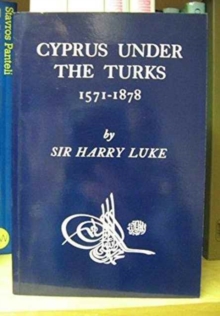 CYPRUS UNDER
THE TURKS
1571-1878
by
SIR HARRY LUKE
Stavros Panteli